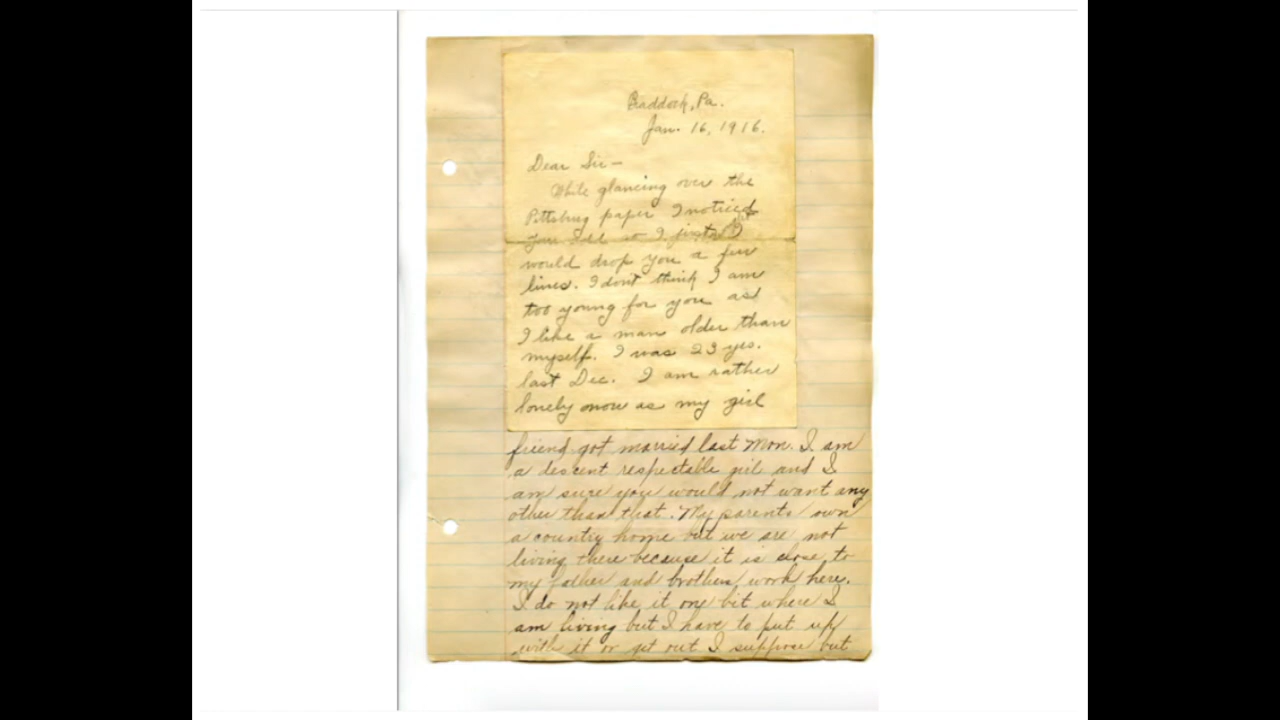 Braddock, Pa.
Jan. 16, 1916.
Dear Sir —
While glancing over the
Pittsburg paper I noticed
your add so I just
would drop you a few
lines. I dont think I am
too young for you as
I like a man older than
myself. I was 23 yrs.
last Dec. I am rather
lonely now as my girl
friend got married last Mon. I am
a descent respectable girl and I
am sure you would not want any
other than that. My parents own
a country home but we are not
living there because it is close to
my father and brothers work here.
I do not like it one bit where I
am living but I have to put up
with it or get out I suppose but